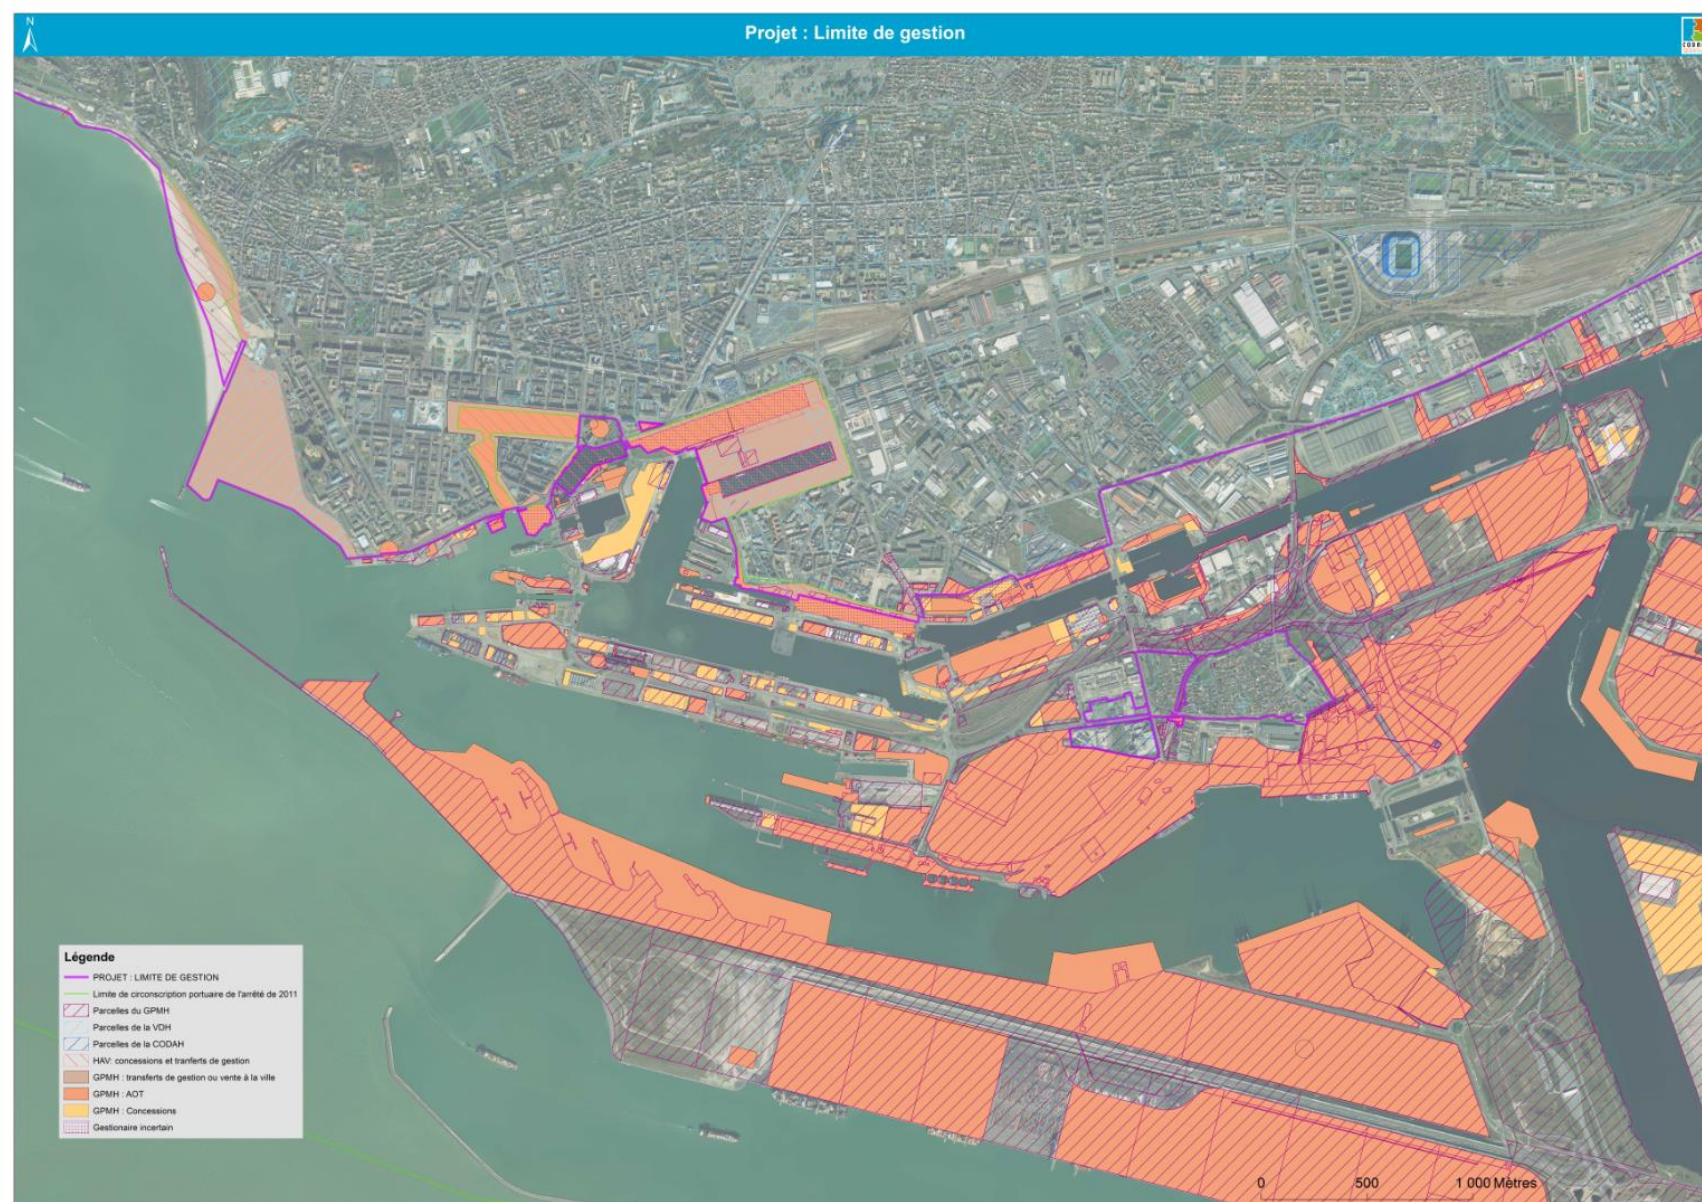 N
Projet : Limite de gestion
Légende
PROJET : LIMITE DE GESTION
Limite de circonscription portuaire de l'arrêté de 2011
Parcelles du GPMH
Parcelles de la VDH
Parcelles de la CODAH
HAV: concessions et tranferts de gestion
GPMH : transferts de gestion ou vente à la ville
GPMH : AOT
GPMH : Concessions
Gestionaire incertain
0 500 1 000 Mètres